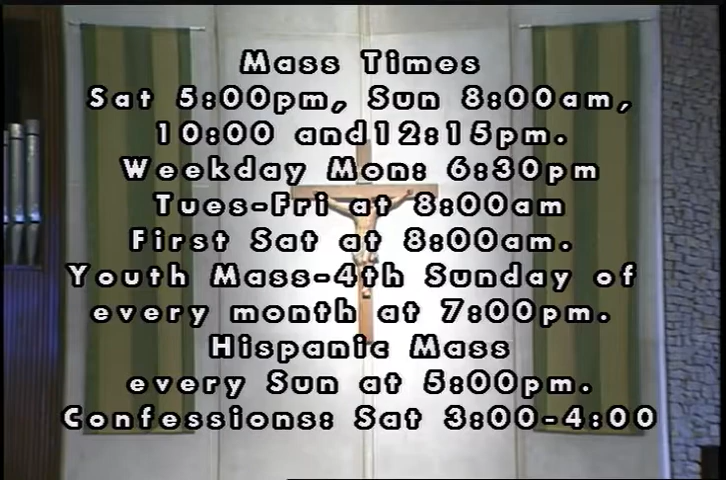 Mass Times
Sat 5:00pm, Sun 8:00am,
10:00 and12:15pm.
Weekday Mon: 6:30pm
Tues-Fri at 8:00am
First Sat at 8:00am.
Youth Mass-4th Sunday of
every month at 7:00pm.
Hispanic Mass
every Sun at 5:00pm.
Confessions: Sat 3:00-4:00